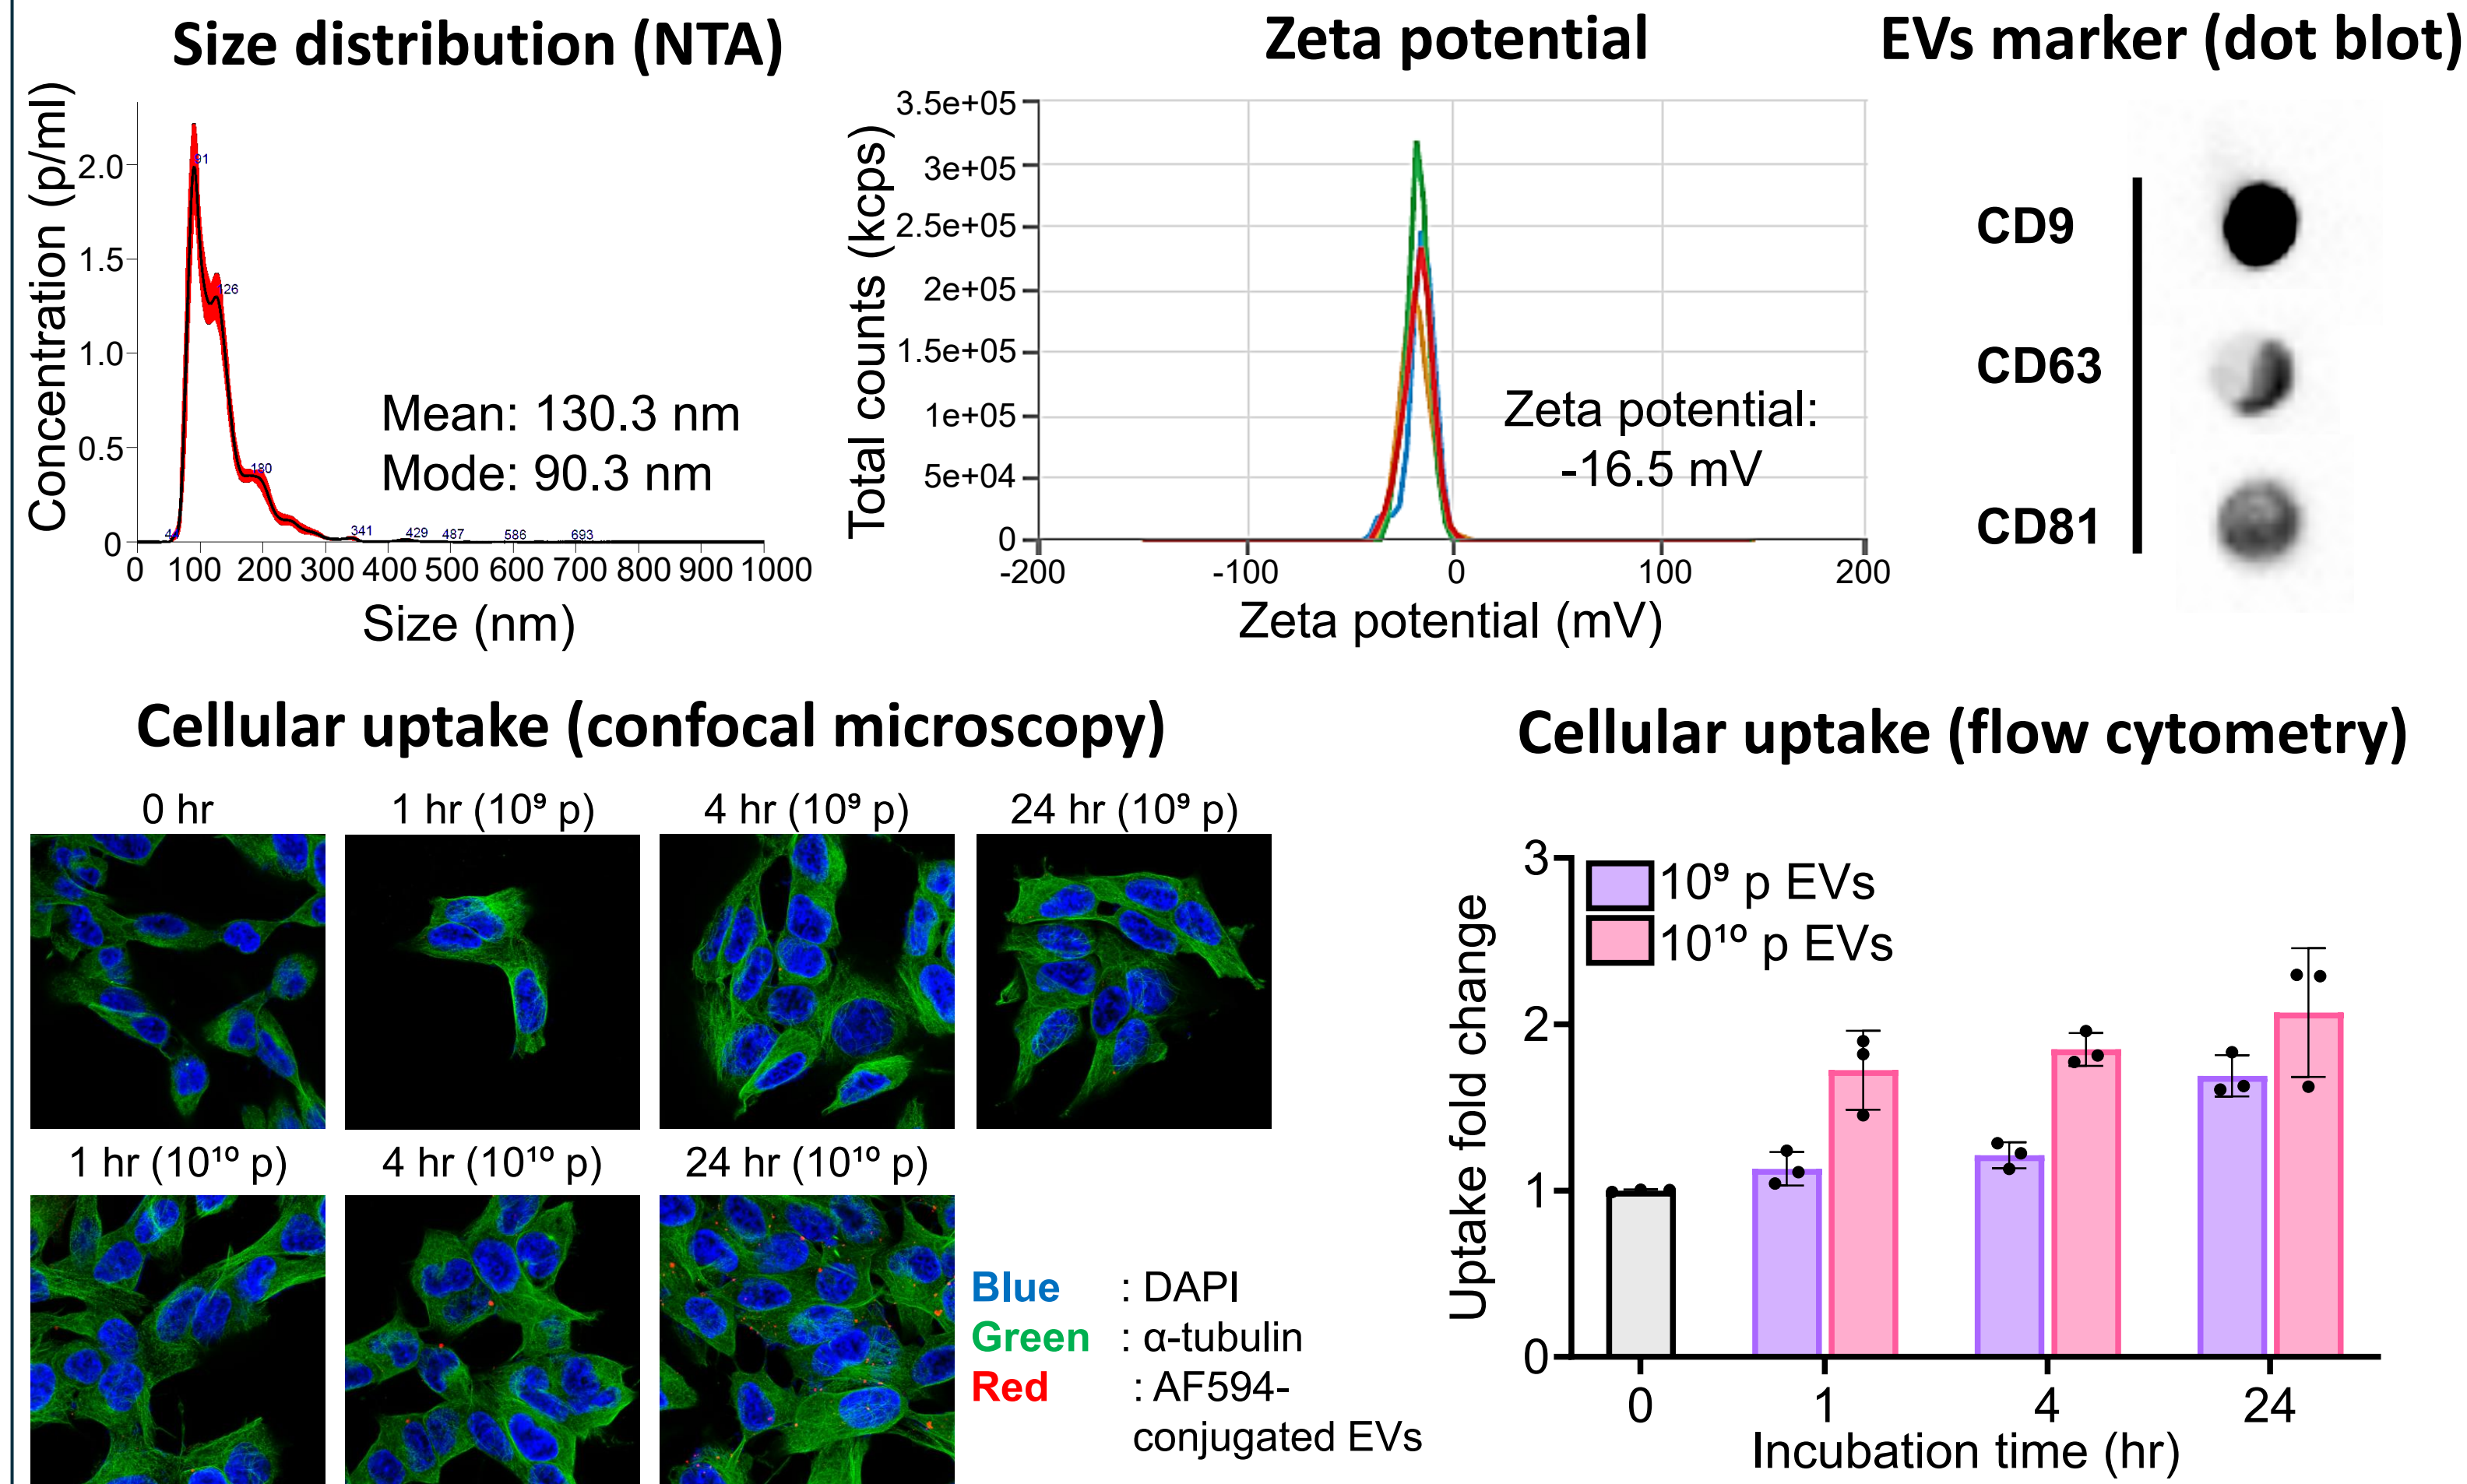 Size distribution (NTA)
Concentration (p/ml)
2.0
1.5
1.0
0.5
0
91
126
180
341
429
487
586
693
Mean: 130.3 nm
Mode: 90.3 nm
0 100 200 300 400 500 600 700 800 900 1000
Size (nm)
Zeta potential
Total counts (kcps)
3.5e+05
3e+05
2.5e+05
2e+05
1.5e+05
1e+05
5e+04
0
Zeta potential:
-16.5 mV
-200 -100 0 100 200
Zeta potential (mV)
EVs marker (dot blot)
CD9
CD63
CD81
Cellular uptake (confocal microscopy)
0 hr
1 hr (10⁹ p)
4 hr (10⁹ p)
24 hr (10⁹ p)
1 hr (10¹⁰ p)
4 hr (10¹⁰ p)
24 hr (10¹⁰ p)
Blue : DAPI
Green : α-tubulin
Red : AF594-
conjugated EVs
Cellular uptake (flow cytometry)
Uptake fold change
3
2
1
0
10⁹ p EVs
10¹⁰ p EVs
0 1 4 24
Incubation time (hr)